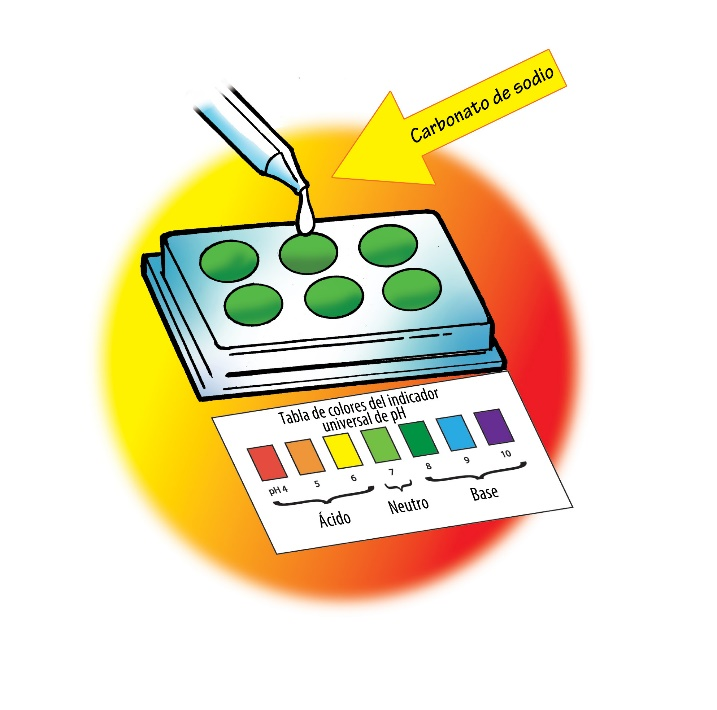 Carbonato de sodio
Tabla de colores del indicador
universal de pH
pH 4 5 6 7 8 9 10
Ácido Neutro Base